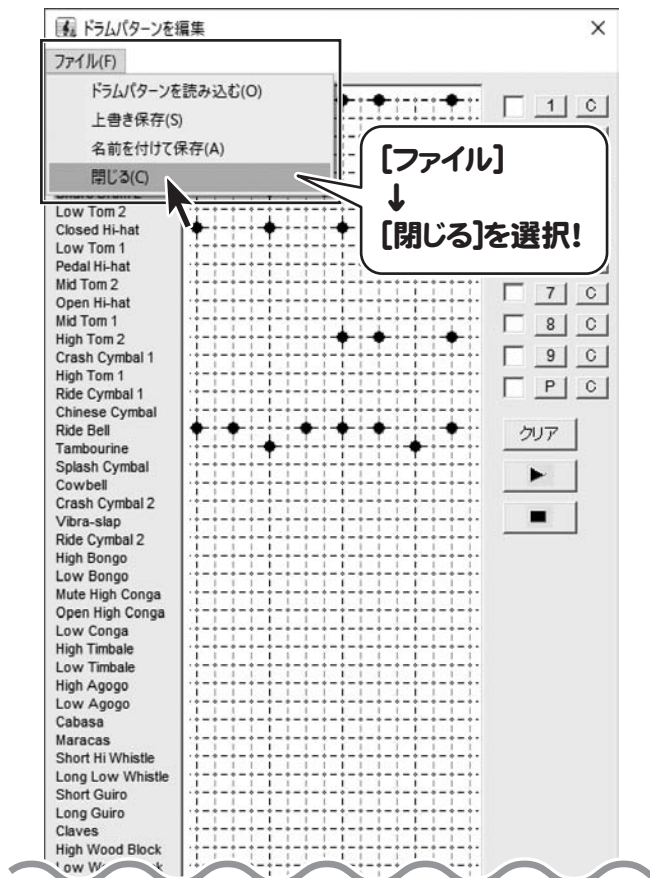 ドラムパターンを編集
×
ファイル(F)
ドラムパターンを読み込む(O)
上書き保存(S)
名前を付けて保存(A)
閉じる(C)
[ファイル]
↓
[閉じる]を選択!
Low Tom 2
Closed Hi-hat
Low Tom 1
Pedal Hi-hat
Mid Tom 2
Open Hi-hat
Mid Tom 1
High Tom 2
Crash Cymbal 1
High Tom 1
Ride Cymbal 1
Chinese Cymbal
Ride Bell
Tambourine
Splash Cymbal
Cowbell
Crash Cymbal 2
Vibra-slap
Ride Cymbal 2
High Bongo
Low Bongo
Mute High Conga
Open High Conga
Low Conga
High Timbale
Low Timbale
High Agogo
Low Agogo
Cabasa
Maracas
Short Hi Whistle
Long Low Whistle
Short Guiro
Long Guiro
Claves
High Wood Block
1 C
7 C
8 C
9 C
P C
クリア